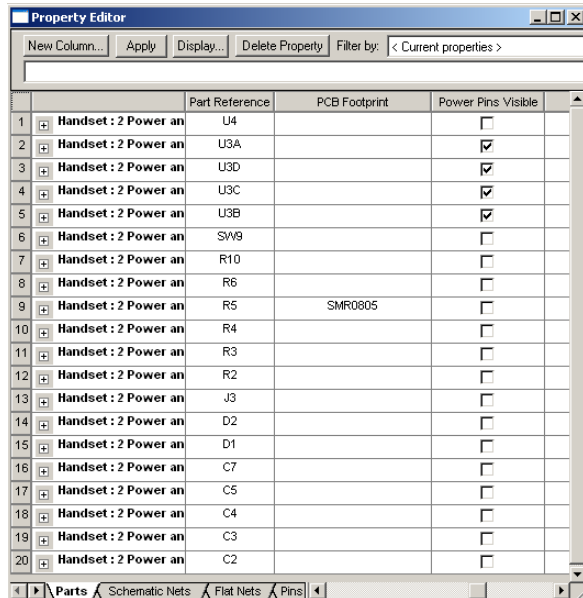 Property Editor
New Column... Apply Display... Delete Property Filter by: < Current properties >
Part Reference PCB Footprint Power Pins Visible
1 Handset : 2 Power an U4
2 Handset : 2 Power an U3A
3 Handset : 2 Power an U3D
4 Handset : 2 Power an U3C
5 Handset : 2 Power an U3B
6 Handset : 2 Power an SW9
7 Handset : 2 Power an R10
8 Handset : 2 Power an R6
9 Handset : 2 Power an R5 SMR0805
10 Handset : 2 Power an R4
11 Handset : 2 Power an R3
12 Handset : 2 Power an R2
13 Handset : 2 Power an J3
14 Handset : 2 Power an D2
15 Handset : 2 Power an D1
16 Handset : 2 Power an C7
17 Handset : 2 Power an C5
18 Handset : 2 Power an C4
19 Handset : 2 Power an C3
20 Handset : 2 Power an C2
Parts Schematic Nets Flat Nets Pins